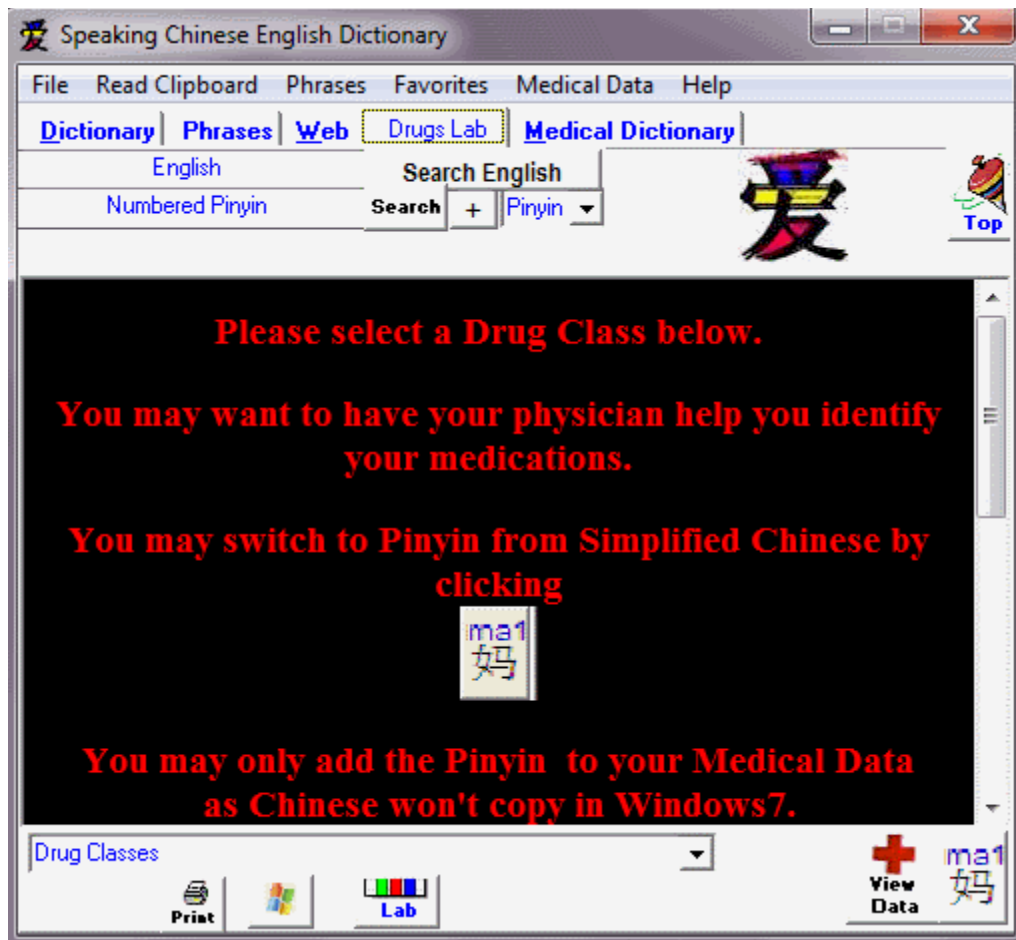 Speaking Chinese English Dictionary
File Read Clipboard Phrases Favorites Medical Data Help
Dictionary Phrases Web Drugs Lab Medical Dictionary
English
Search English
Numbered Pinyin
Search + Pinyin
爱
Top
Please select a Drug Class below.
You may want to have your physician help you identify
your medications.
You may switch to Pinyin from Simplified Chinese by
clicking
ma1
妈
You may only add the Pinyin to your Medical Data
as Chinese won't copy in Windows7.
Drug Classes
Print
Lab
View
Data
ma1
妈